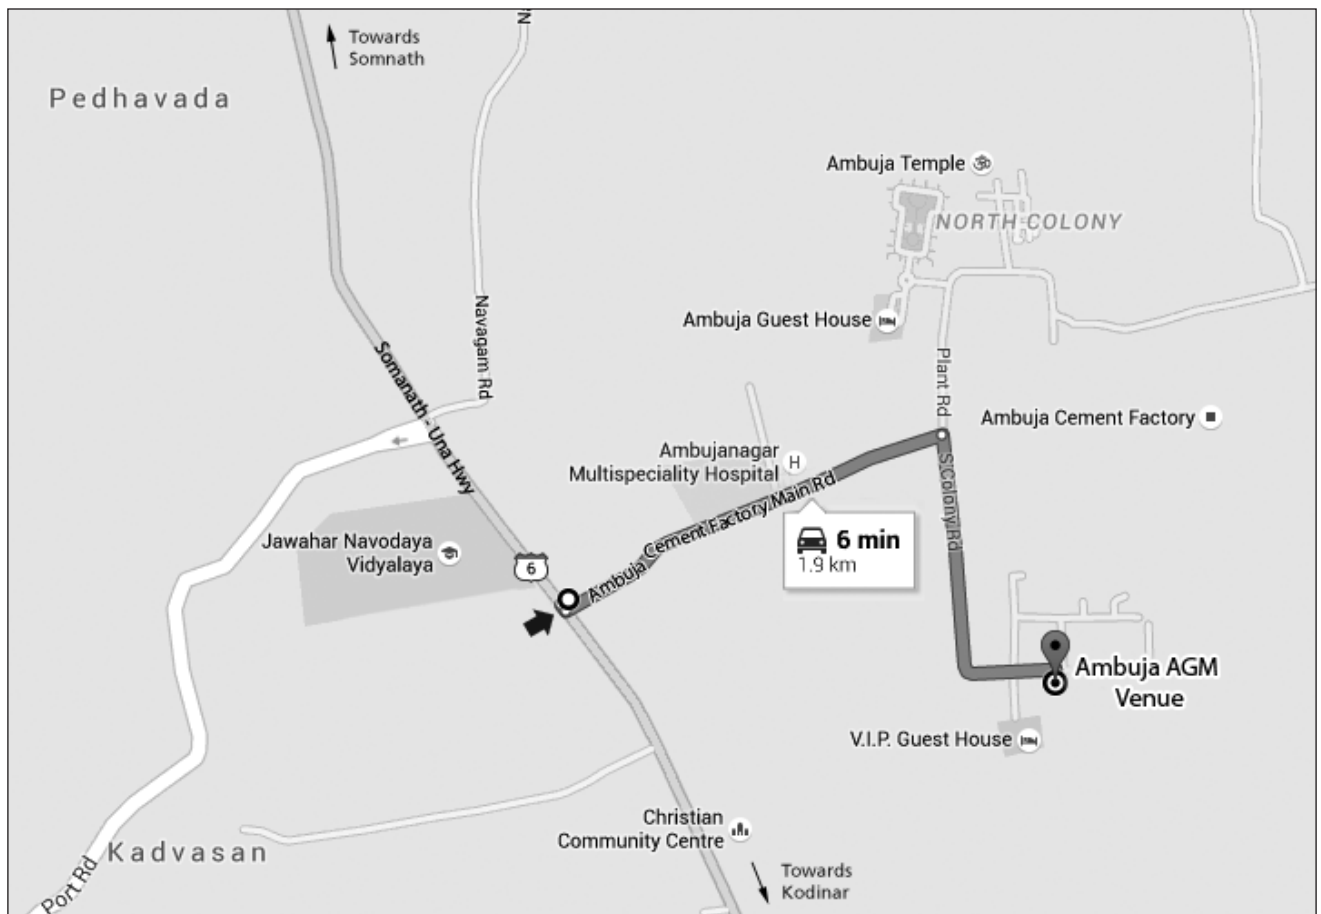 N
Towards
Somnath
Pedhavada
Ambuja Temple
NORTH COLONY
Navagam Rd
Ambuja Guest House
Somanath - Una Hwy
Plant Rd
Ambuja Cement Factory
Ambujanagar
Multispeciality Hospital
H
S Colony Rd
Ambuja Cement Factory Main Rd
6 min
1.9 km
Jawahar Navodaya
Vidyalaya
6
Ambuja AGM
Venue
V.I.P. Guest House
Christian
Community Centre
Kadvasan
Port Rd
Towards
Kodinar